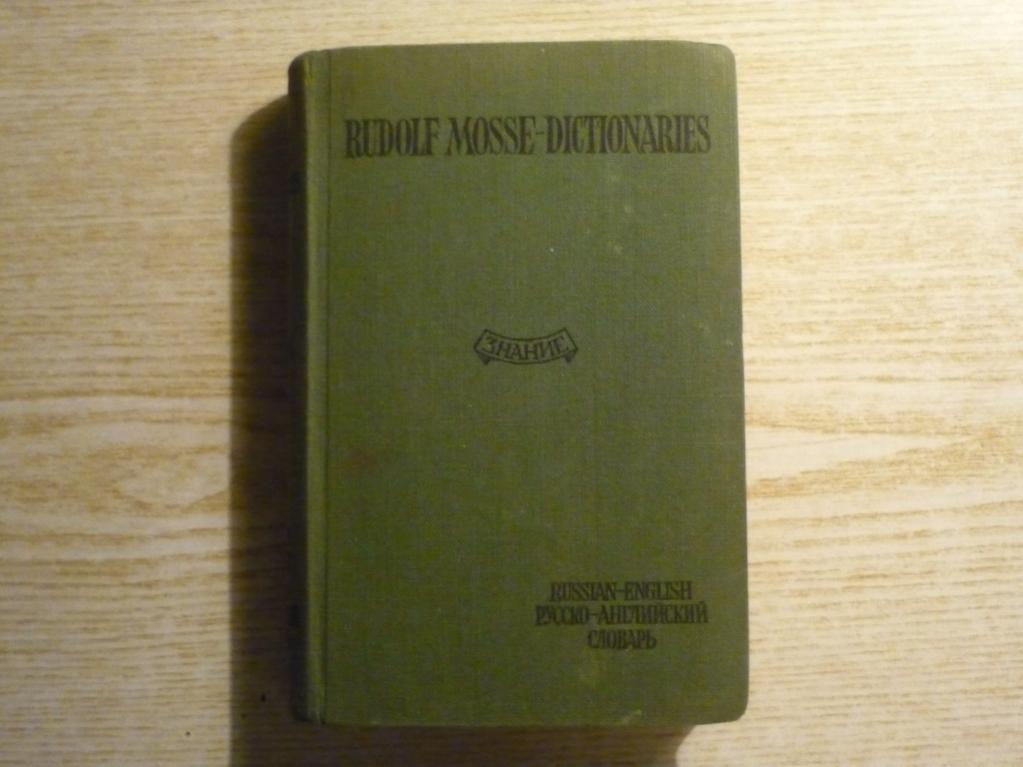 RUDOLF MOSSE-DICTIONARIES
ЗНАНИЕ
RUSSIAN-ENGLISH
РУССКО-АНГЛИЙСКИЙ
СЛОВАРЬ